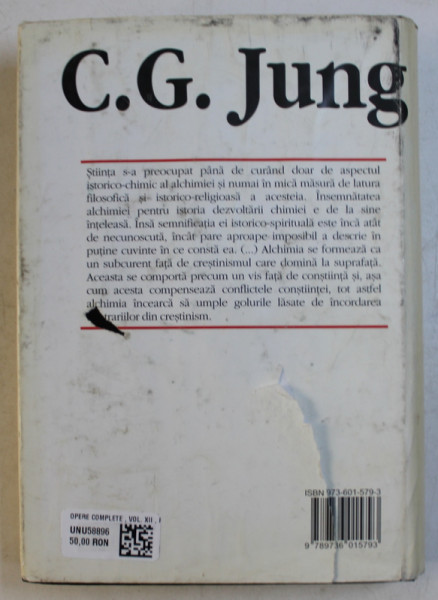 C.G. Jung
Știința s-a preocupat până de curând doar de aspectul
istorico-chimic al alchimiei și numai în mică măsură de latura
filosofică și istorico-religioasă a acesteia. Însemnătatea
alchimiei pentru istoria dezvoltării chimiei e de la sine
înțeleasă. Însă semnificația ei istorico-spirituală este încă atât
de necunoscută, încât pare aproape imposibil a descrie în
puține cuvinte în ce constă ea. (...) Alchimia se formează ca
un subcurent față de creștinismul care domină la suprafață.
Aceasta se comportă precum un vis față de conștiință și, așa
cum acesta compensează conflictele conștiinței, tot astfel
alchimia încearcă să umple golurile lăsate de încordarea
trariilor din creștinism.
ISBN 973-601-579-3
9 789736 015793
OPERE COMPLETE , VOL. XII ,
UNU58896
50,00 RON